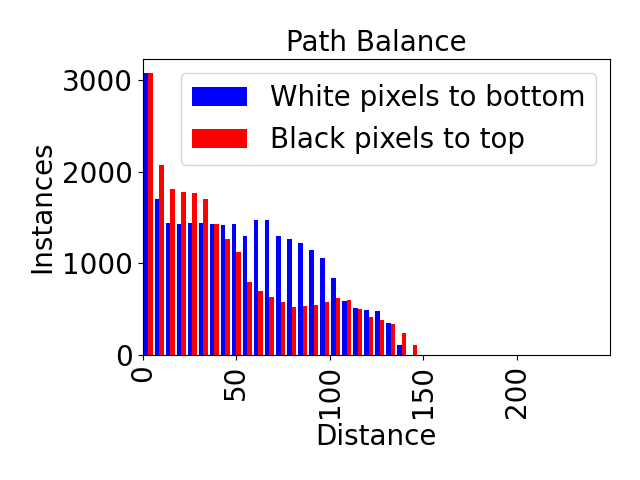 Path Balance
White pixels to bottom
Black pixels to top
Instances
3000
2000
1000
0
0
50
100
150
200
Distance